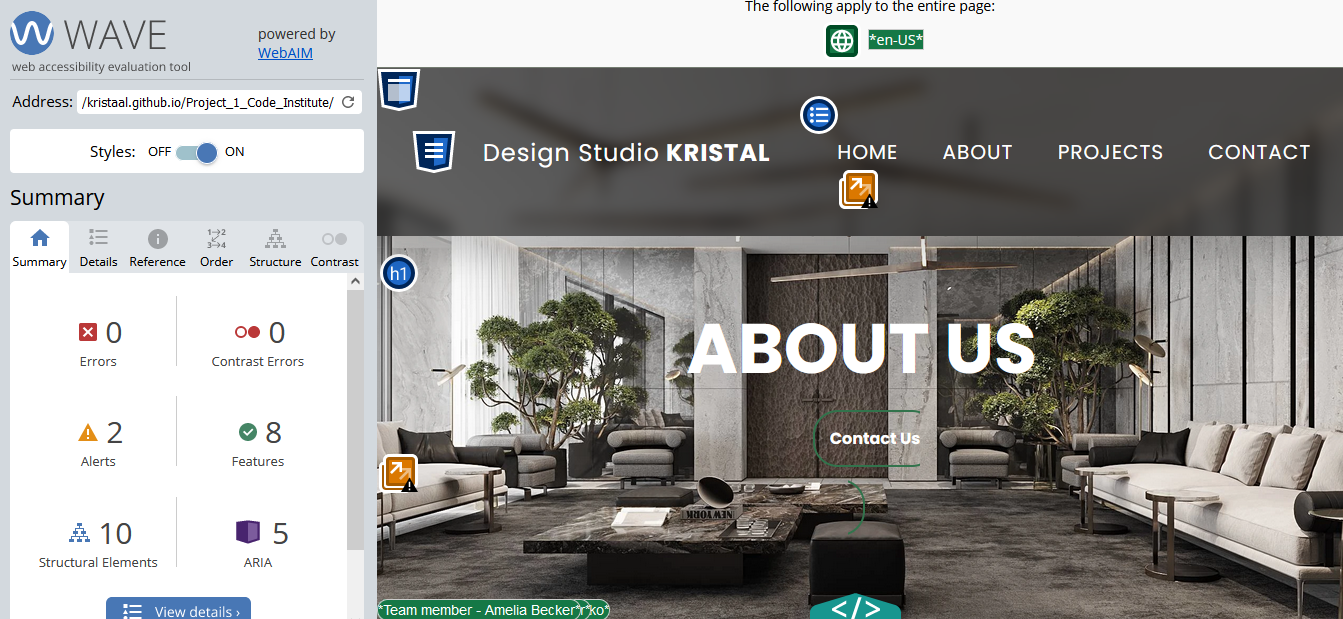 WAVE
web accessibility evaluation tool
powered by
WebAIM
Address: /kristaal.github.io/Project_1_Code_Institute/
Styles: OFF ON
Summary
Summary Details Reference Order Structure Contrast
0 0
Errors Contrast Errors
2 8
Alerts Features
10 5
Structural Elements ARIA
View details ›
The following apply to the entire page:
*en-US*
Design Studio KRISTAL HOME ABOUT PROJECTS CONTACT
h1
ABOUT US
Contact Us
NEW YORK
*Team member - Amelia Becker*
</>